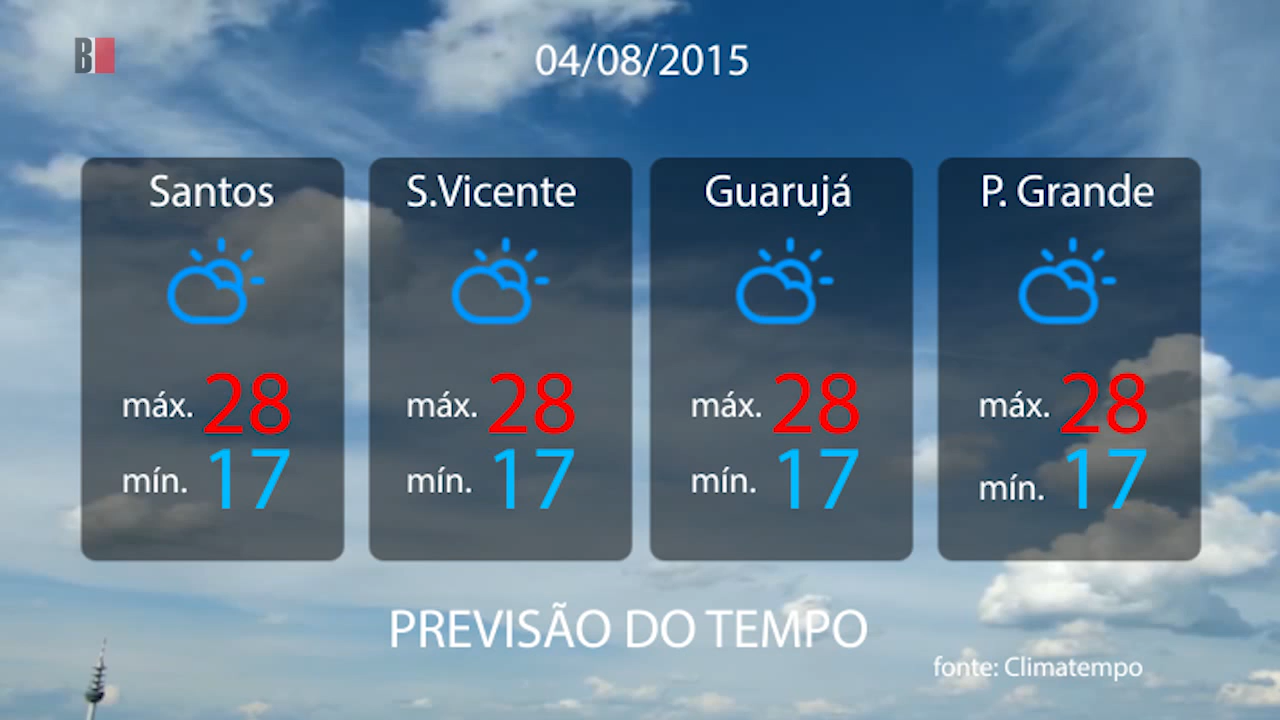 B
04/08/2015
Santos
S.Vicente
Guarujá
P. Grande
máx. 28
mín. 17
máx. 28
mín. 17
máx. 28
mín. 17
máx. 28
mín. 17
PREVISÃO DO TEMPO
fonte: Climatempo